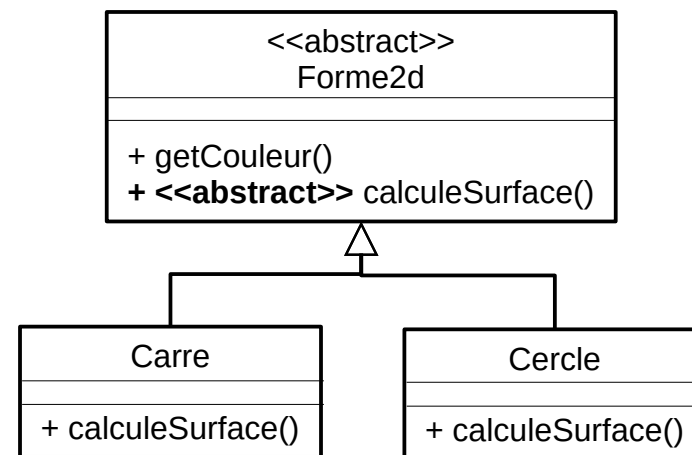 <<abstract>>
Forme2d
+ getCouleur()
+ <<abstract>> calculeSurface()
Carre
+ calculeSurface()
Cercle
+ calculeSurface()